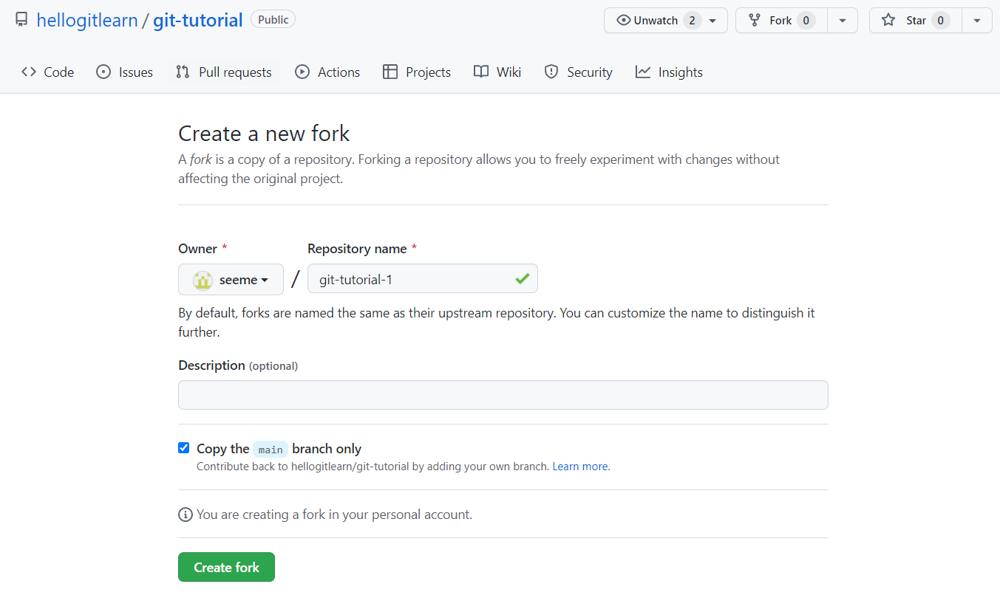 hellogitlearn / git-tutorial Public Unwatch 2 Fork 0 Star 0
Code Issues Pull requests Actions Projects Wiki Security Insights
Create a new fork
A fork is a copy of a repository. Forking a repository allows you to freely experiment with changes without
affecting the original project.
Owner * Repository name *
seeme / git-tutorial-1
By default, forks are named the same as their upstream repository. You can customize the name to distinguish it
further.
Description (optional)
Copy the main branch only
Contribute back to hellogitlearn/git-tutorial by adding your own branch. Learn more.
You are creating a fork in your personal account.
Create fork